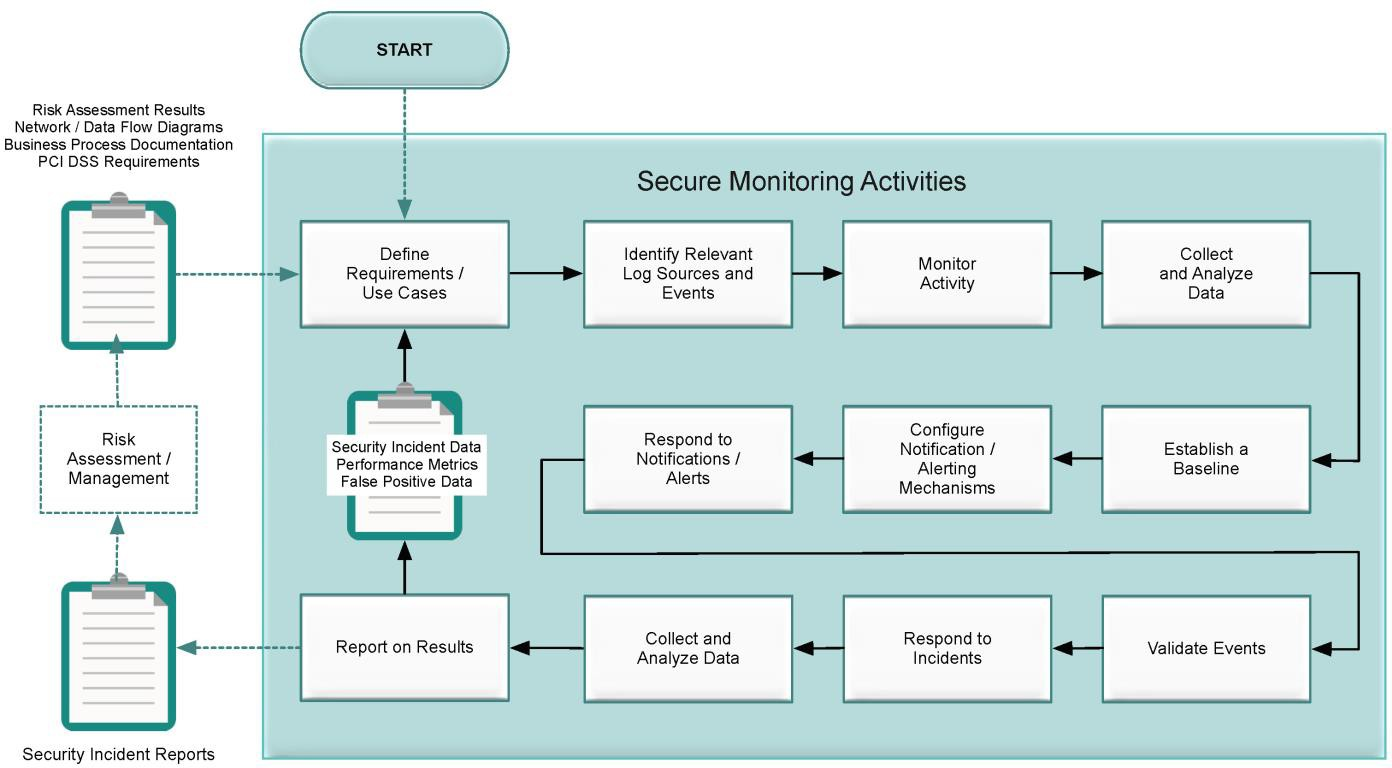 START
Risk Assessment Results
Network / Data Flow Diagrams
Business Process Documentation
PCI DSS Requirements
Secure Monitoring Activities
Define
Requirements /
Use Cases
Identify Relevant
Log Sources and
Events
Monitor
Activity
Collect
and Analyze
Data
Risk
Assessment /
Management
Security Incident Data
Performance Metrics
False Positive Data
Respond to
Notifications /
Alerts
Configure
Notification /
Alerting
Mechanisms
Establish a
Baseline
Report on Results
Collect and
Analyze Data
Respond to
Incidents
Validate Events
Security Incident Reports